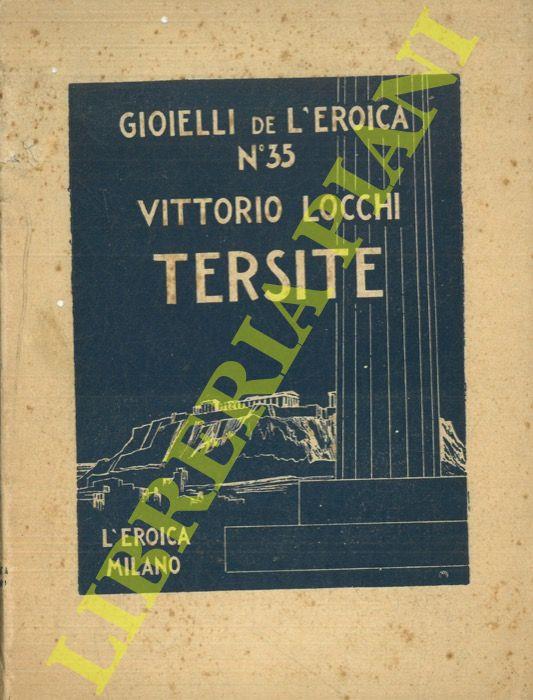 GIOIELLI DE L'EROICA
N° 35
VITTORIO LOCCHI
TERSITE
L'EROICA
MILANO
LIBRERIA PIANI